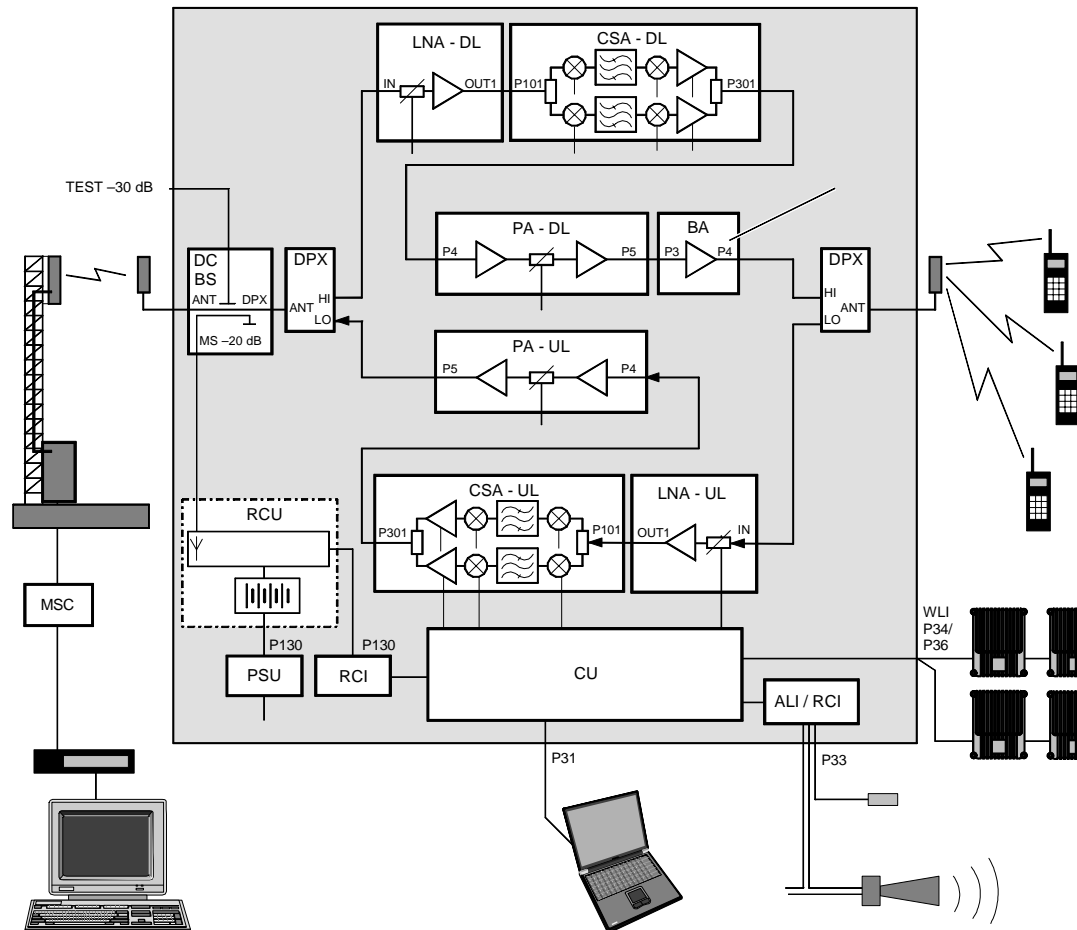 LNA - DL
CSA - DL
IN
OUT1
P101
P301
TEST –30 dB
PA - DL
BA
P4
P5
P3
P4
DC
BS
ANT
DPX
MS –20 dB
DPX
ANT
HI
LO
DPX
HI
LO
ANT
PA - UL
P5
P4
CSA - UL
LNA - UL
P301
P101
OUT1
IN
RCU
MSC
P130
P130
PSU
RCI
CU
ALI / RCI
WLI
P34/
P36
P31
P33